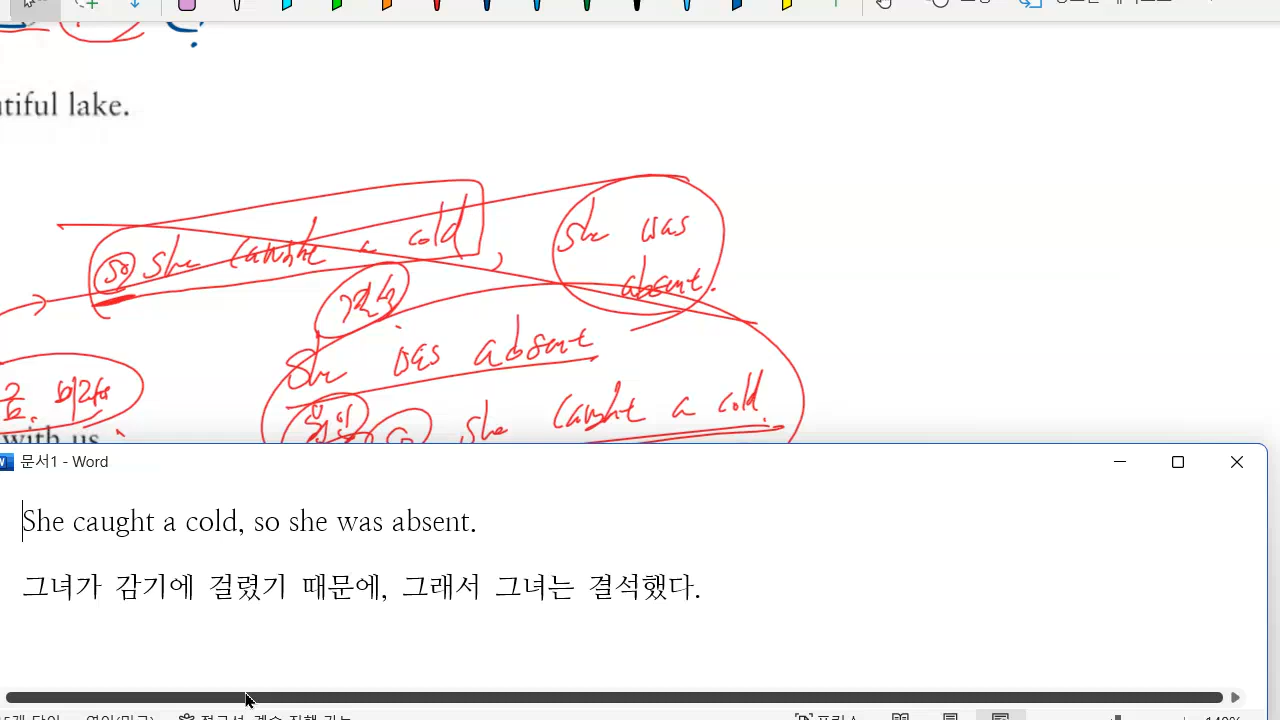 utiful lake.
so she caught a cold, she was
absent.
결과
She was absent
원인 she caught a cold.
with us
문서1 - Word
She caught a cold, so she was absent.
그녀가 감기에 걸렸기 때문에, 그래서 그녀는 결석했다.